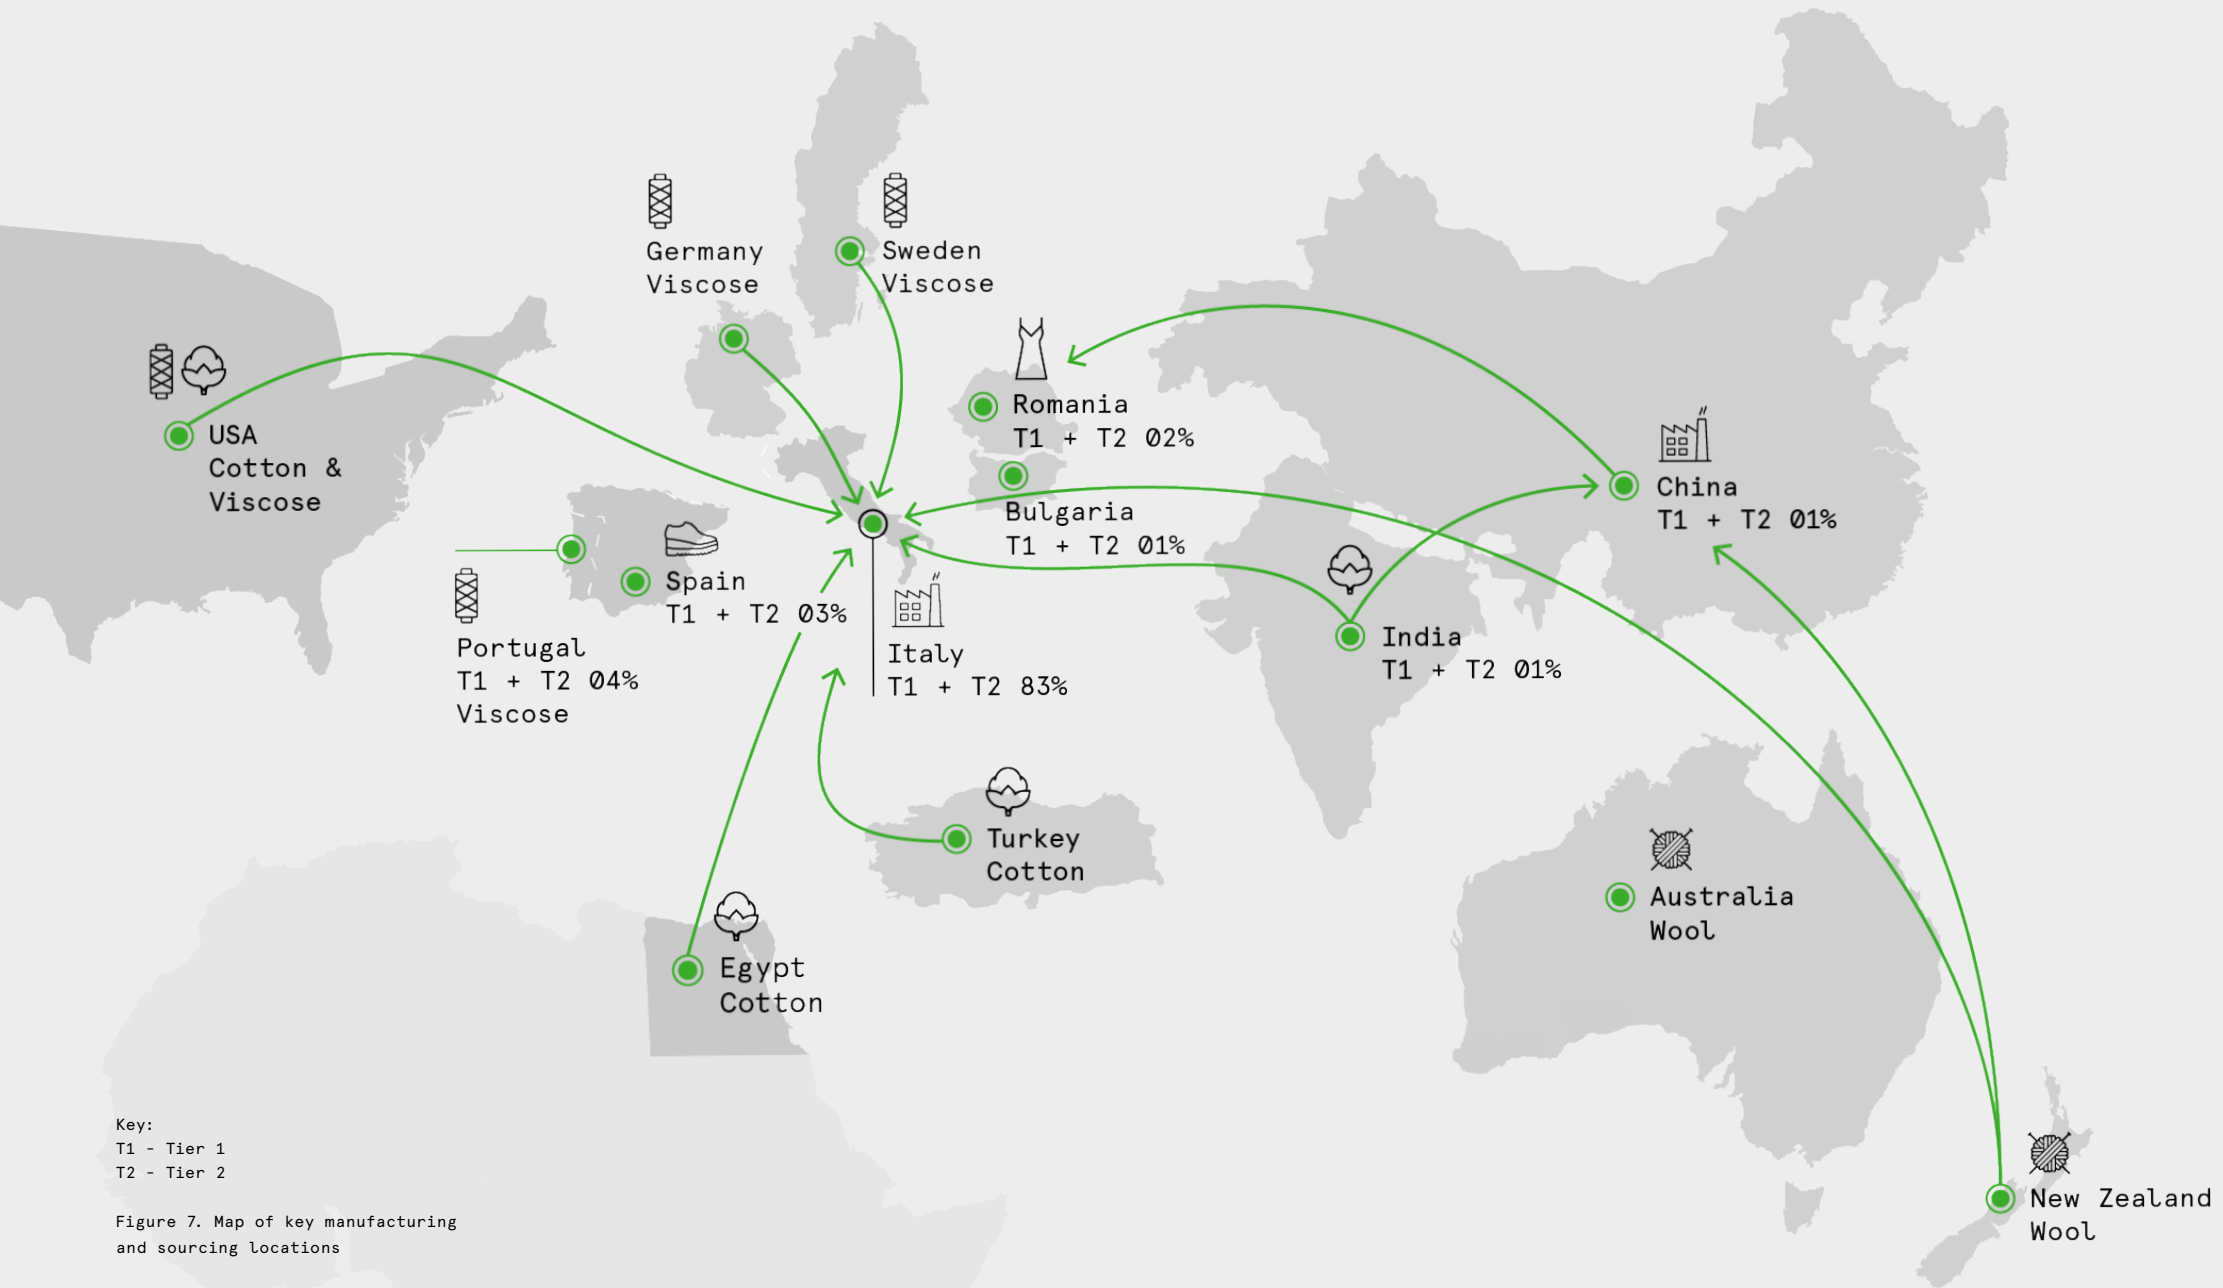 Germany
Viscose
Sweden
Viscose
USA
Cotton &
Viscose
Romania
T1 + T2 02%
Bulgaria
T1 + T2 01%
China
T1 + T2 01%
Spain
T1 + T2 03%
Portugal
T1 + T2 04%
Viscose
Italy
T1 + T2 83%
India
T1 + T2 01%
Turkey
Cotton
Egypt
Cotton
Australia
Wool
New Zealand
Wool
Key:
T1 - Tier 1
T2 - Tier 2
Figure 7. Map of key manufacturing
and sourcing locations